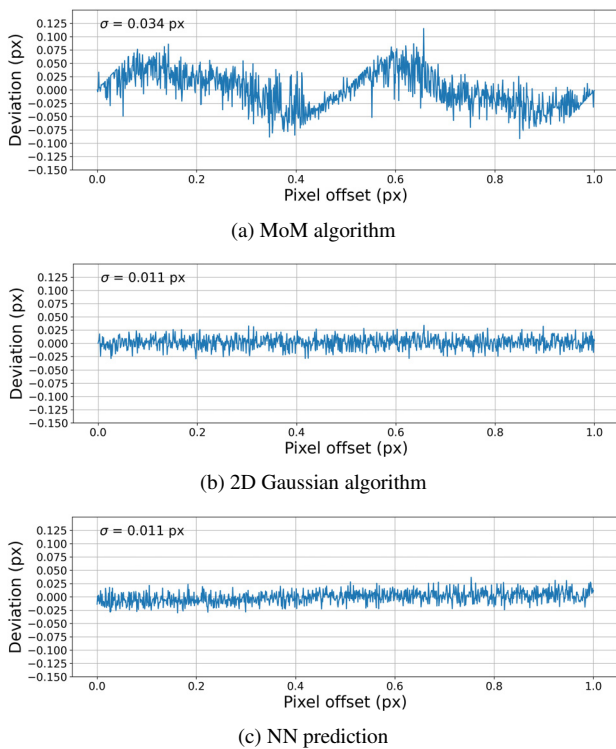 σ = 0.034 px
0.125
0.100
0.075
0.050
0.025
0.000
−0.025
−0.050
−0.075
−0.100
−0.125
−0.150
Deviation (px)
0.0 0.2 0.4 0.6 0.8 1.0
Pixel offset (px)
(a) MoM algorithm
σ = 0.011 px
0.125
0.100
0.075
0.050
0.025
0.000
−0.025
−0.050
−0.075
−0.100
−0.125
−0.150
Deviation (px)
0.0 0.2 0.4 0.6 0.8 1.0
Pixel offset (px)
(b) 2D Gaussian algorithm
σ = 0.011 px
0.125
0.100
0.075
0.050
0.025
0.000
−0.025
−0.050
−0.075
−0.100
−0.125
−0.150
Deviation (px)
0.0 0.2 0.4 0.6 0.8 1.0
Pixel offset (px)
(c) NN prediction